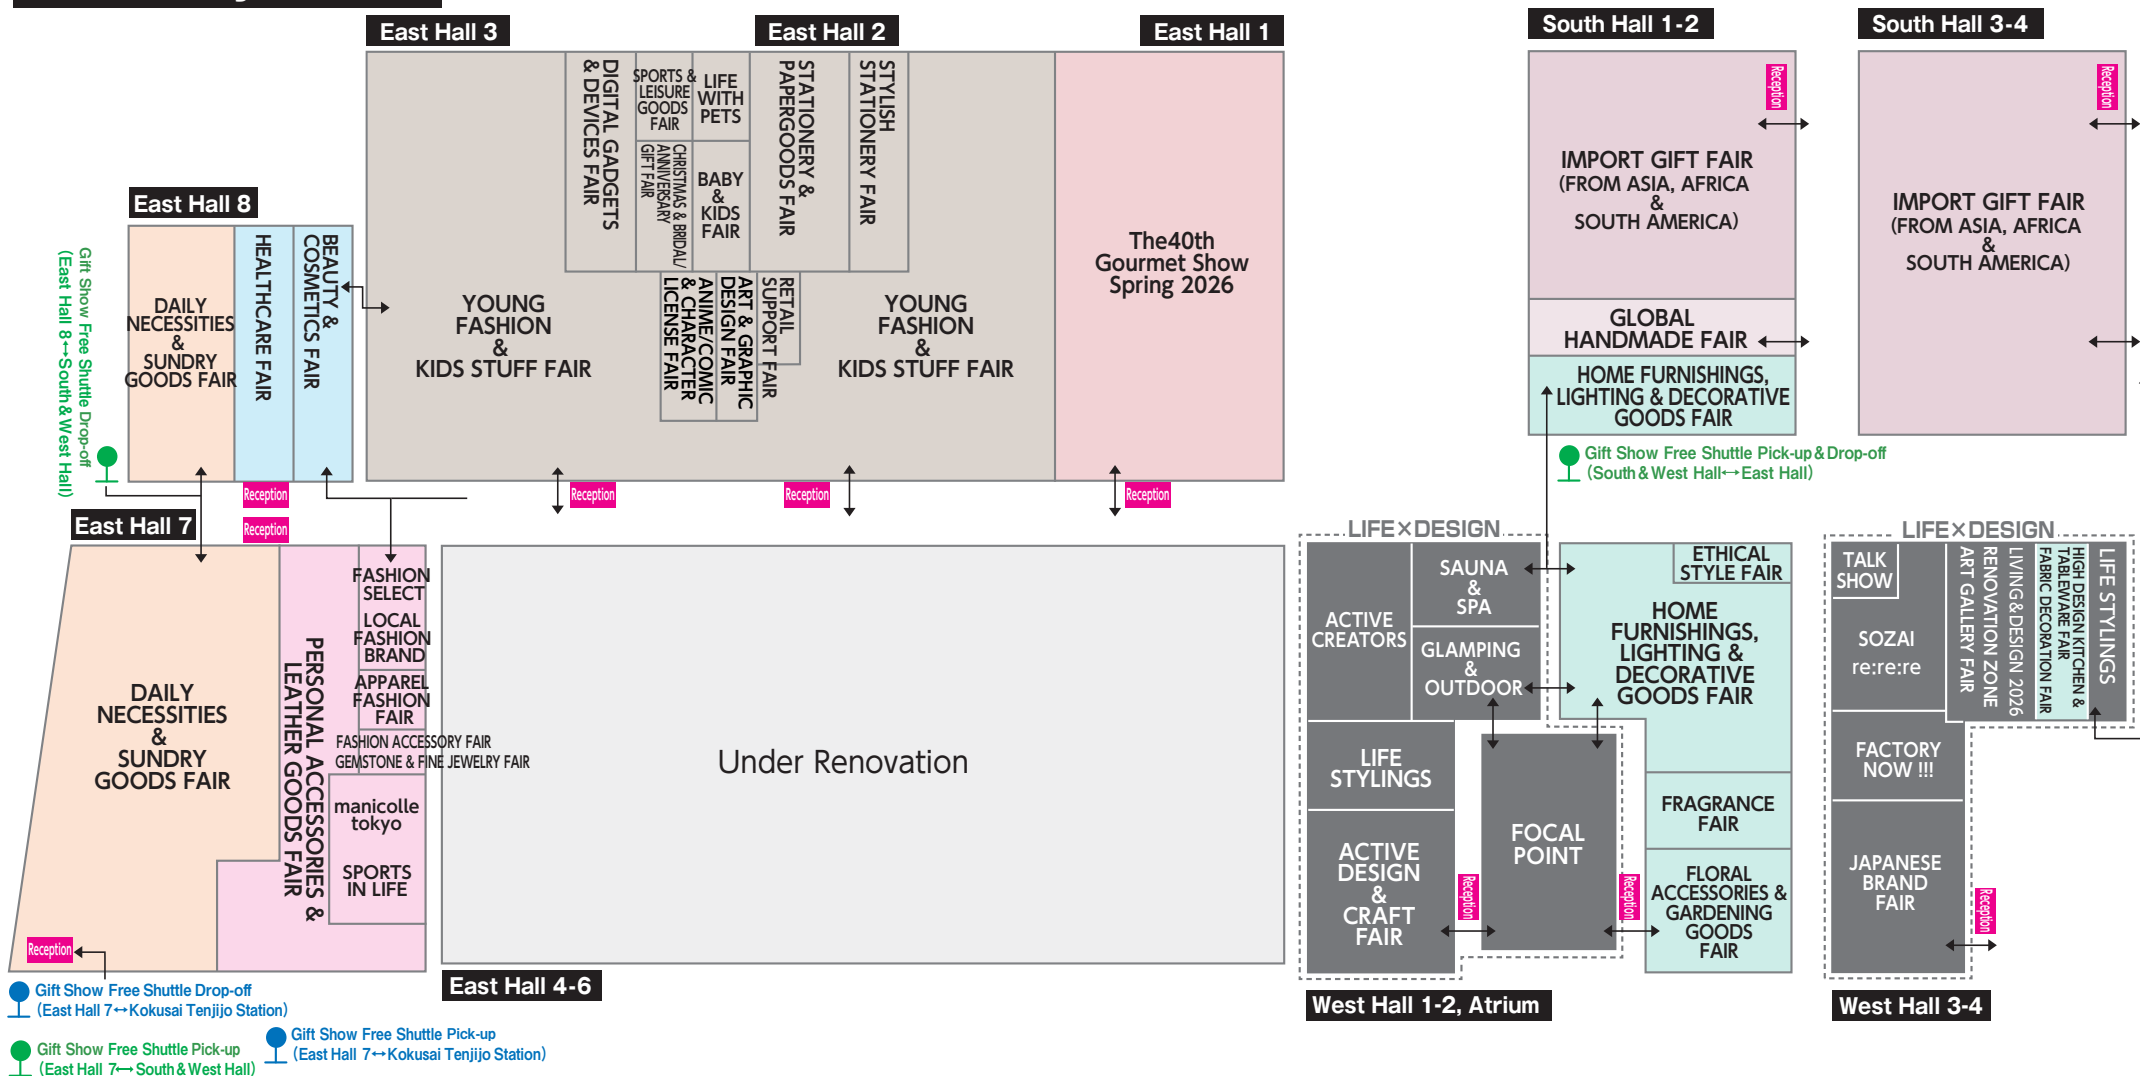 East Hall 3
East Hall 2
East Hall 1
DIGITAL GADGETS
& DEVICES FAIR
SPORTS &
LEISURE
GOODS
FAIR
LIFE
WITH
PETS
CHRISTMAS & BRIDAL/
ANNIVERSARY
GIFT FAIR
BABY
&
KIDS
FAIR
STATIONERY &
PAPERGOODS FAIR
STYLISH
STATIONERY FAIR
YOUNG
FASHION
&
KIDS STUFF FAIR
ANIME/COMIC
& CHARACTER
LICENSE FAIR
ART & GRAPHIC
DESIGN FAIR
RETAIL
SUPPORT FAIR
YOUNG
FASHION
&
KIDS STUFF FAIR
The40th
Gourmet Show
Spring 2026
Reception
Reception
Reception
East Hall 8
Gift Show Free Shuttle Drop-off
(East Hall 8↔South & West Hall)
DAILY
NECESSITIES
&
SUNDRY
GOODS FAIR
HEALTHCARE FAIR
BEAUTY &
COSMETICS FAIR
Reception
Reception
East Hall 7
DAILY
NECESSITIES
&
SUNDRY
GOODS FAIR
PERSONAL ACCESSORIES &
LEATHER GOODS FAIR
FASHION
SELECT
LOCAL
FASHION
BRAND
APPAREL
FASHION
FAIR
FASHION ACCESSORY FAIR
GEMSTONE & FINE JEWELRY FAIR
manicolle
tokyo
SPORTS
IN LIFE
Reception
Gift Show Free Shuttle Drop-off
(East Hall 7↔Kokusai Tenjijo Station)
Gift Show Free Shuttle Pick-up
(East Hall 7↔South & West Hall)
Gift Show Free Shuttle Pick-up
(East Hall 7↔Kokusai Tenjijo Station)
Under Renovation
East Hall 4-6
South Hall 1-2
Reception
IMPORT GIFT FAIR
(FROM ASIA, AFRICA
&
SOUTH AMERICA)
GLOBAL
HANDMADE FAIR
HOME FURNISHINGS,
LIGHTING & DECORATIVE
GOODS FAIR
Gift Show Free Shuttle Pick-up & Drop-off
(South & West Hall↔East Hall)
South Hall 3-4
Reception
IMPORT GIFT FAIR
(FROM ASIA, AFRICA
&
SOUTH AMERICA)
LIFE×DESIGN
ACTIVE
CREATORS
SAUNA
&
SPA
GLAMPING
&
OUTDOOR
LIFE
STYLINGS
ACTIVE
DESIGN
&
CRAFT
FAIR
Reception
FOCAL
POINT
Reception
ETHICAL
STYLE FAIR
HOME
FURNISHINGS,
LIGHTING &
DECORATIVE
GOODS FAIR
FRAGRANCE
FAIR
FLORAL
ACCESSORIES &
GARDENING
GOODS
FAIR
West Hall 1-2, Atrium
LIFE×DESIGN
TALK
SHOW
SOZAI
re:re:re
LIVING&DESIGN 2026
RENOVATION ZONE
ART GALLERY FAIR
HIGH DESIGN KITCHEN &
TABLEWARE FAIR
FABRIC DECORATION FAIR
LIFE STYLINGS
FACTORY
NOW !!!
JAPANESE
BRAND
FAIR
Reception
West Hall 3-4